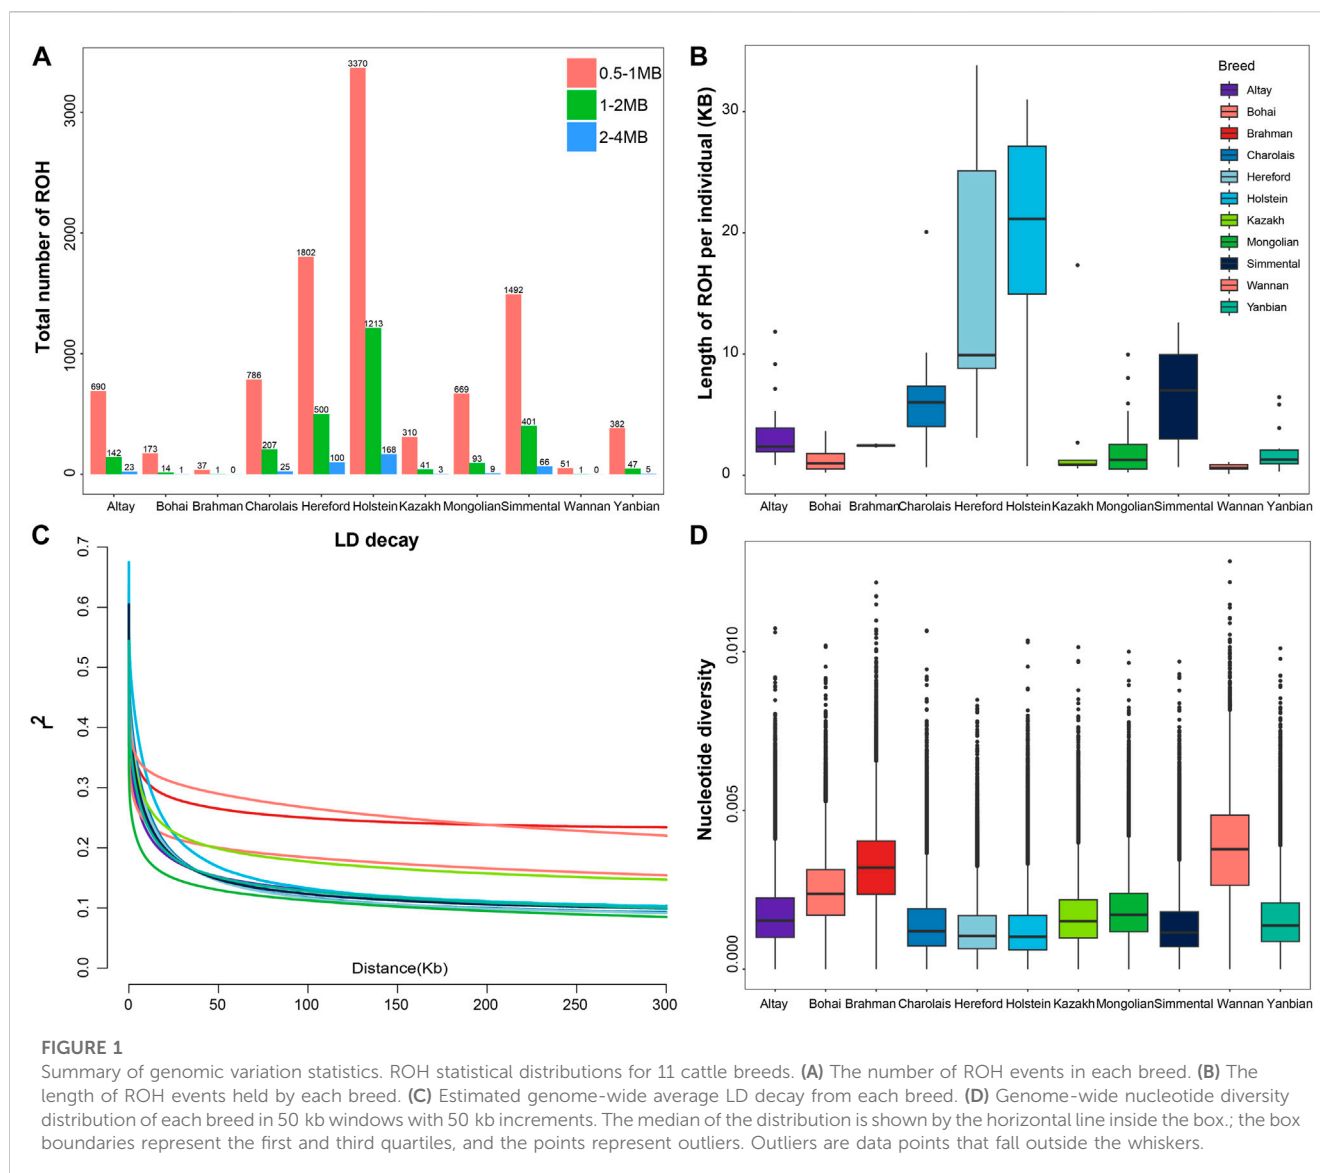 A
3370
0.5-1MB
1-2MB
2-4MB
Total number of ROH
3000
2000
1000
0
690
142
23
173
14
1
37
1
0
786
207
25
1802
500
100
1213
168
310
41
3
669
93
9
1492
401
66
51
1
0
382
47
5
Altay Bohai Brahman Charolais Hereford Holstein Kazakh Mongolian Simmental Wannan Yanbian
B
Length of ROH per individual (KB)
30
20
10
0
Breed
Altay
Bohai
Brahman
Charolais
Hereford
Holstein
Kazakh
Mongolian
Simmental
Wannan
Yanbian
Altay Bohai Brahman Charolais Hereford Holstein Kazakh Mongolian Simmental Wannan Yanbian
C
LD decay
r2
0.7
0.6
0.5
0.4
0.3
0.2
0.1
0.0
Distance(Kb)
0 50 100 150 200 250 300
D
Nucleotide diversity
0.010
0.005
0.000
Altay Bohai Brahman Charolais Hereford Holstein Kazakh Mongolian Simmental Wannan Yanbian
FIGURE 1
Summary of genomic variation statistics. ROH statistical distributions for 11 cattle breeds. (A) The number of ROH events in each breed. (B) The
length of ROH events held by each breed. (C) Estimated genome-wide average LD decay from each breed. (D) Genome-wide nucleotide diversity
distribution of each breed in 50 kb windows with 50 kb increments. The median of the distribution is shown by the horizontal line inside the box.; the box
boundaries represent the first and third quartiles, and the points represent outliers. Outliers are data points that fall outside the whiskers.